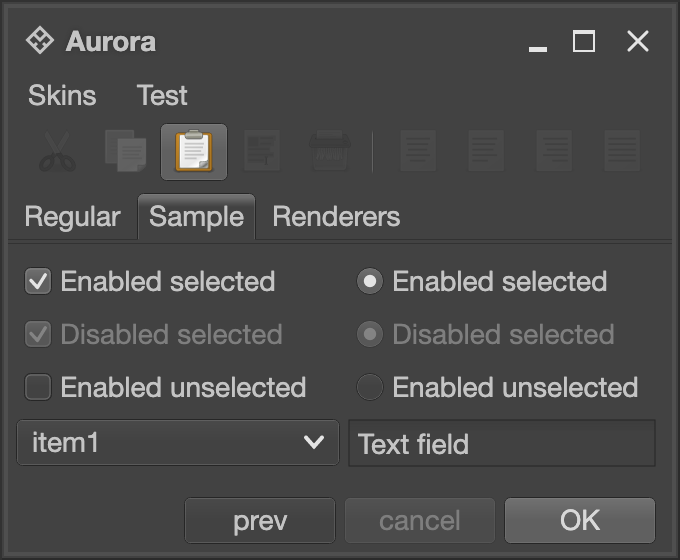 Aurora
Skins Test
Regular Sample Renderers
Enabled selected Enabled selected
Disabled selected Disabled selected
Enabled unselected Enabled unselected
item1 Text field
prev cancel OK